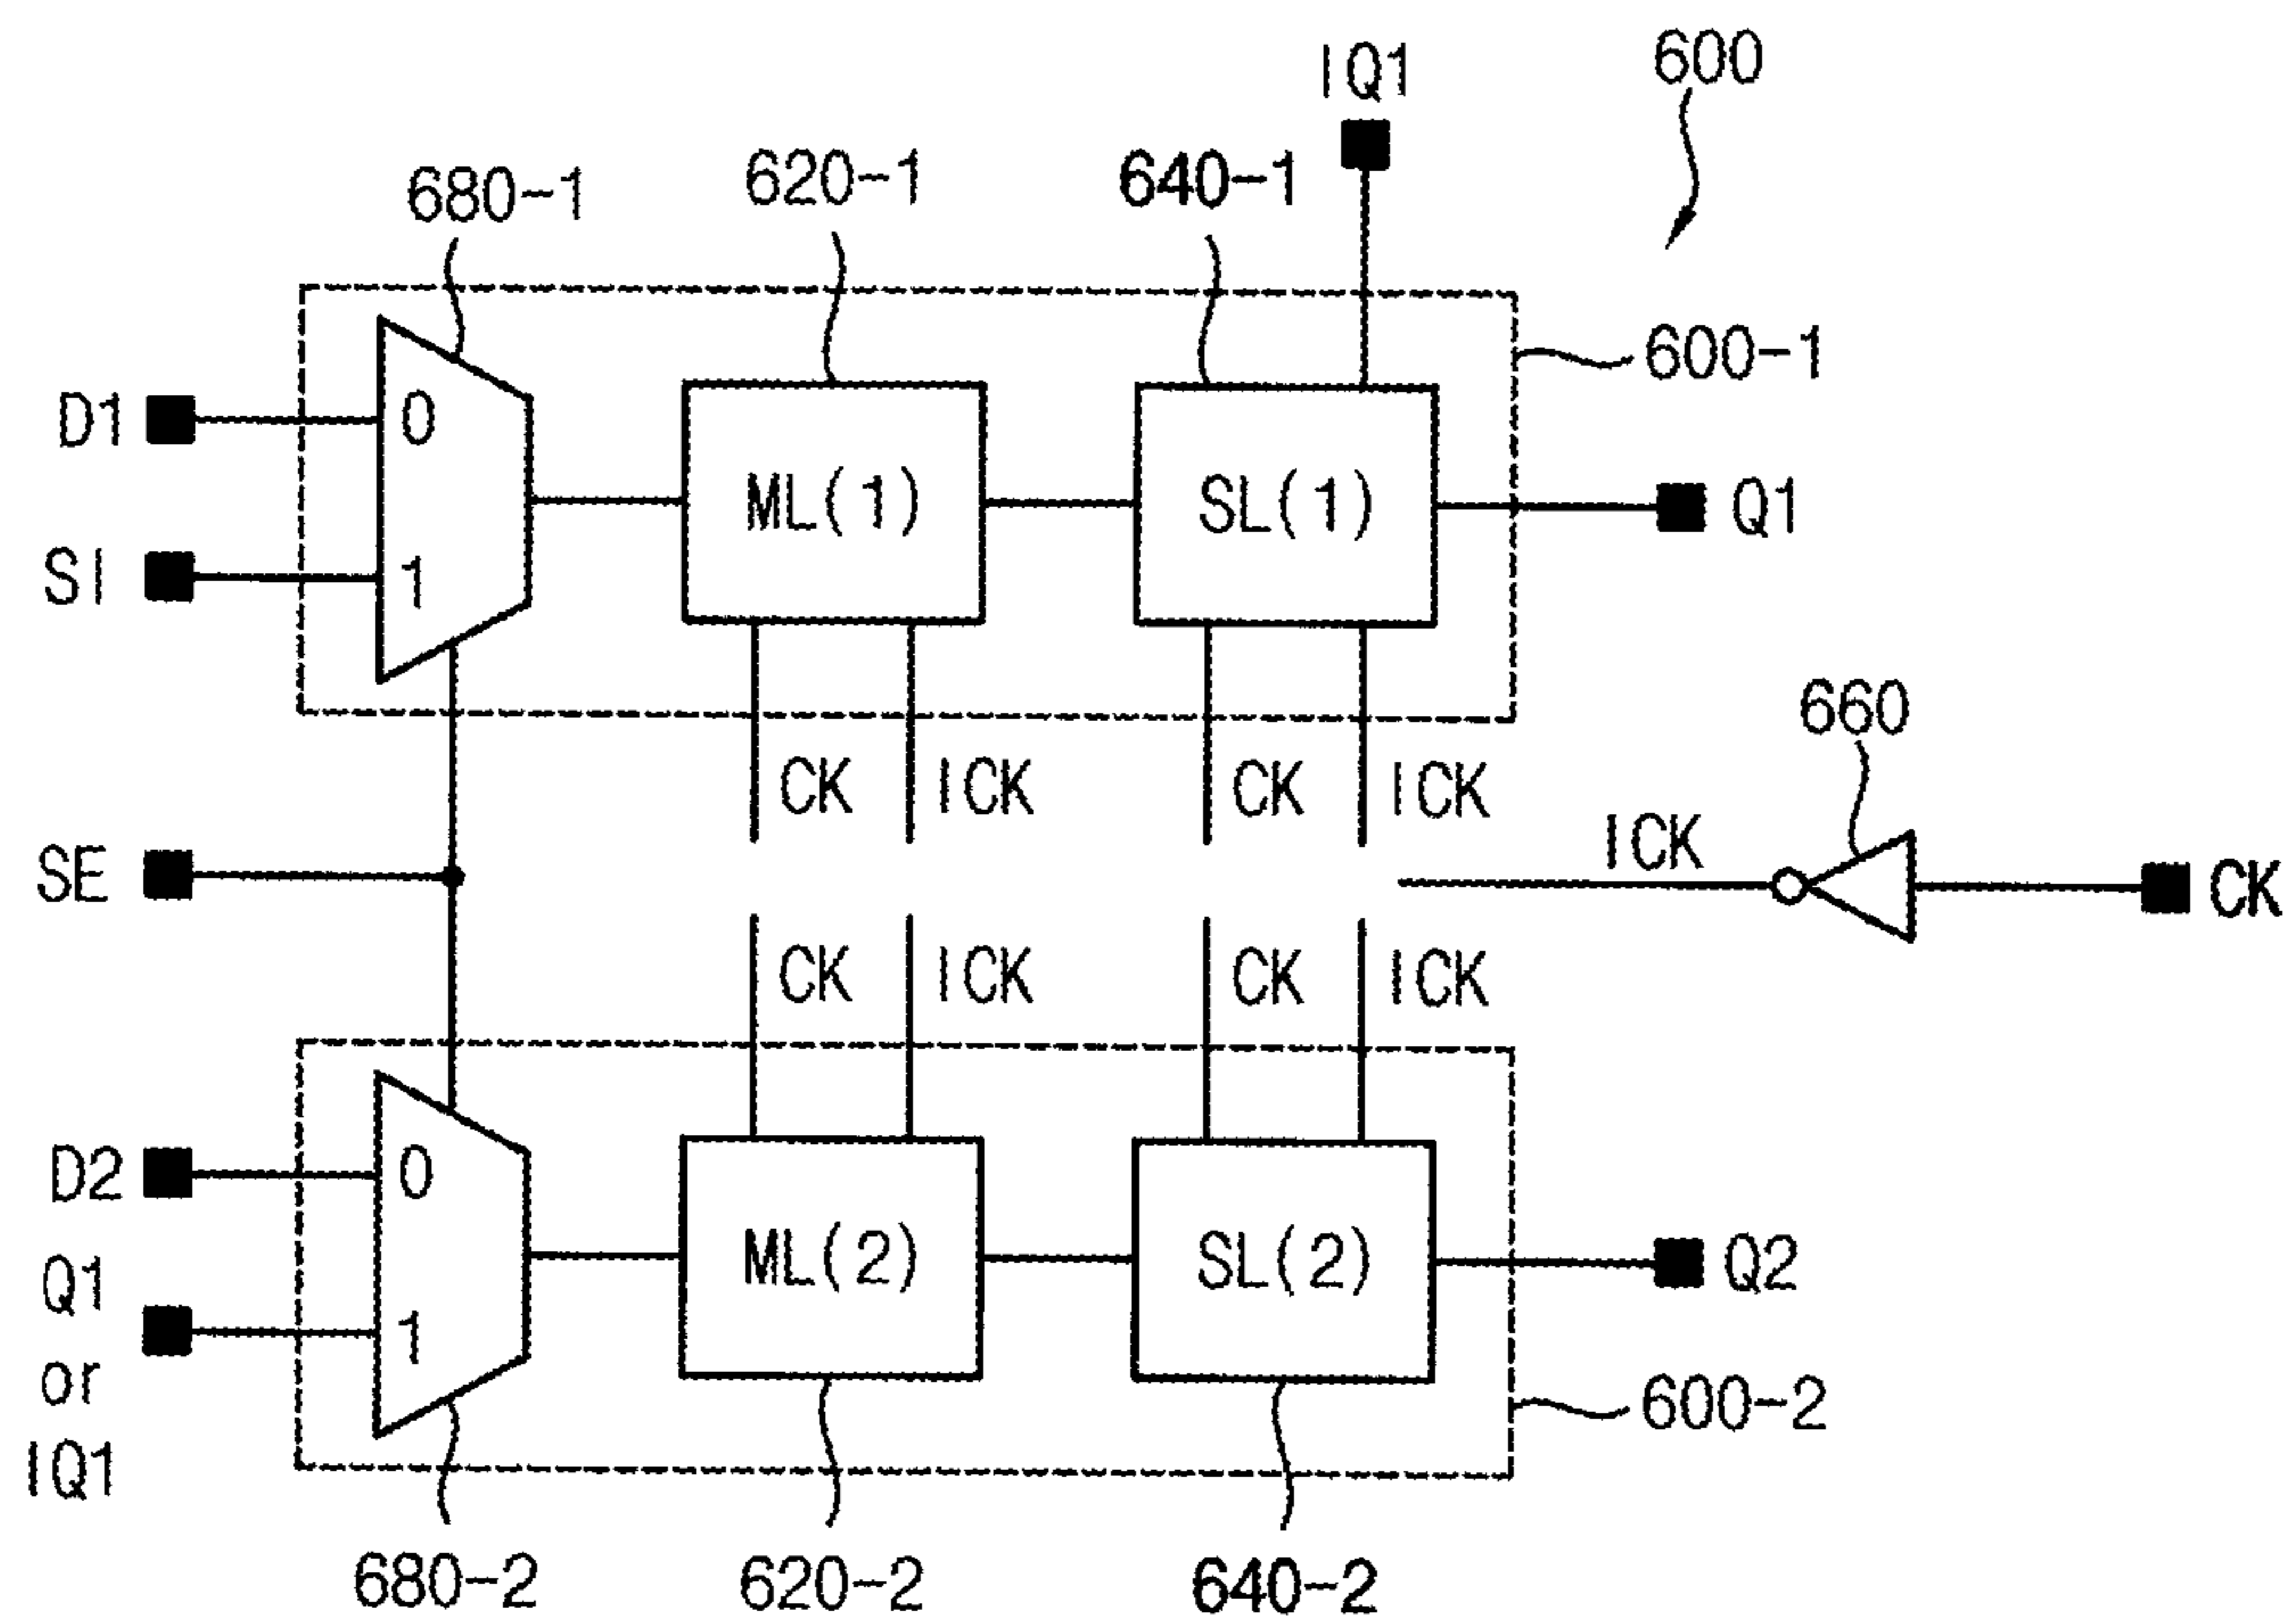 IQ1
600
680-1
620-1
640-1
600-1
D1
0
ML(1)
SL(1)
Q1
SI
1
660
CK
ICK
CK
ICK
ICK
SE
CK
CK
ICK
CK
ICK
D2
0
Q1
ML(2)
SL(2)
Q2
1
or
600-2
IQ1
680-2
620-2
640-2